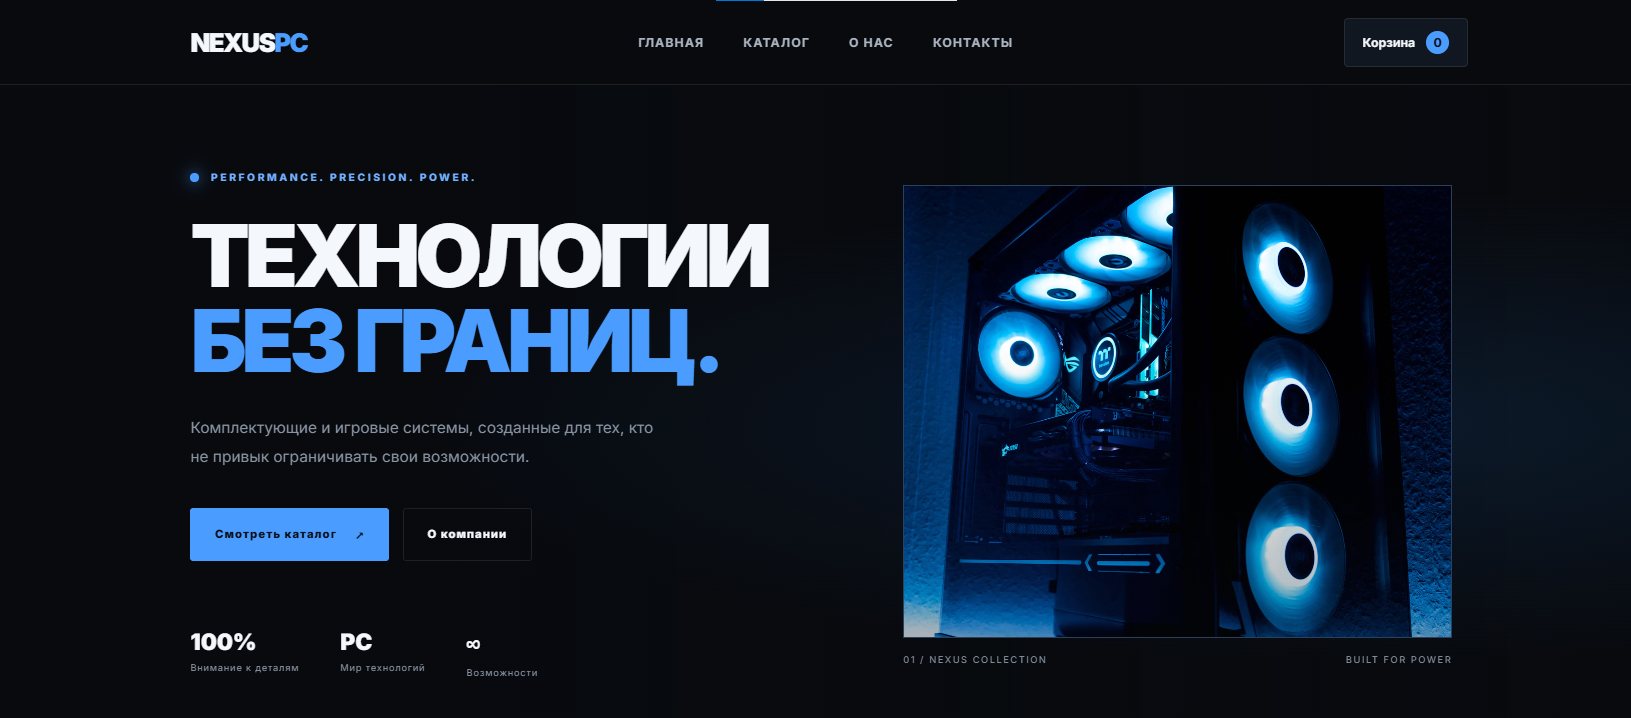 NEXUSPC
ГЛАВНАЯ
КАТАЛОГ
О НАС
КОНТАКТЫ
Корзина 0
PERFORMANCE. PRECISION. POWER.
ТЕХНОЛОГИИ
БЕЗ ГРАНИЦ.
Комплектующие и игровые системы, созданные для тех, кто
не привык ограничивать свои возможности.
Смотреть каталог ↗
О компании
100%
Внимание к деталям
PC
Мир технологий
∞
Возможности
01 / NEXUS COLLECTION
BUILT FOR POWER